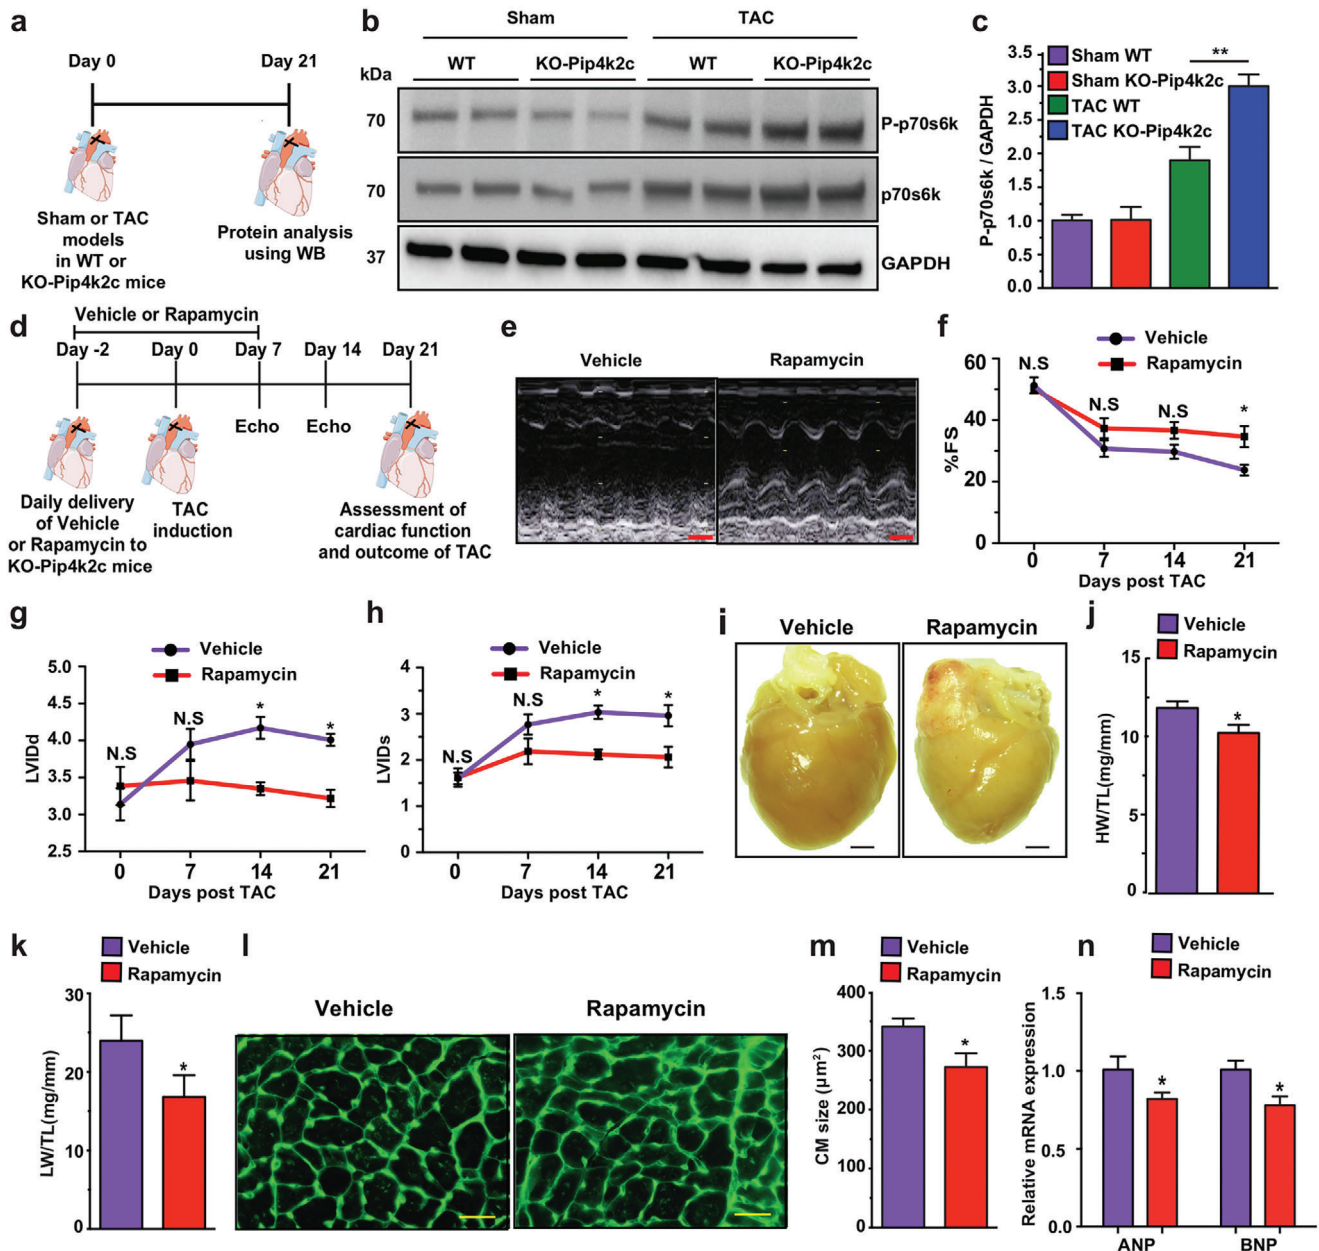 a
Day 0
Day 21
Sham or TAC
models
in WT or
KO-Pip4k2c mice
Protein analysis
using WB
b
Sham
TAC
WT
KO-Pip4k2c
WT
KO-Pip4k2c
kDa
70
P-p70s6k
70
p70s6k
37
GAPDH
c
Sham WT
Sham KO-Pip4k2c
TAC WT
TAC KO-Pip4k2c
**
P-p70s6k / GAPDH
3.5
3.0
2.5
2.0
1.5
1.0
0.5
0.0
d
Vehicle or Rapamycin
Day -2
Day 0
Day 7
Day 14
Day 21
Echo
Echo
Daily delivery
of Vehicle
or Rapamycin to
KO-Pip4k2c mice
TAC
induction
Assessment of
cardiac function
and outcome of TAC
e
Vehicle
Rapamycin
f
Vehicle
Rapamycin
%FS
60
40
20
0
N.S
N.S
N.S
*
0
7
14
21
Days post TAC
g
Vehicle
Rapamycin
LVIDd
5.0
4.5
4.0
3.5
3.0
2.5
N.S
N.S
*
*
0
7
14
21
Days post TAC
h
Vehicle
Rapamycin
LVIDs
4
3
2
1
0
N.S
N.S
*
*
0
7
14
21
Days post TAC
i
Vehicle
Rapamycin
j
Vehicle
Rapamycin
HW/TL(mg/mm)
15
10
5
0
*
k
Vehicle
Rapamycin
LW/TL(mg/mm)
30
20
10
0
*
l
Vehicle
Rapamycin
m
Vehicle
Rapamycin
CM size (µm²)
400
300
200
100
0
*
n
Vehicle
Rapamycin
Relative mRNA expression
1.5
1.0
0.5
0.0
*
*
ANP
BNP